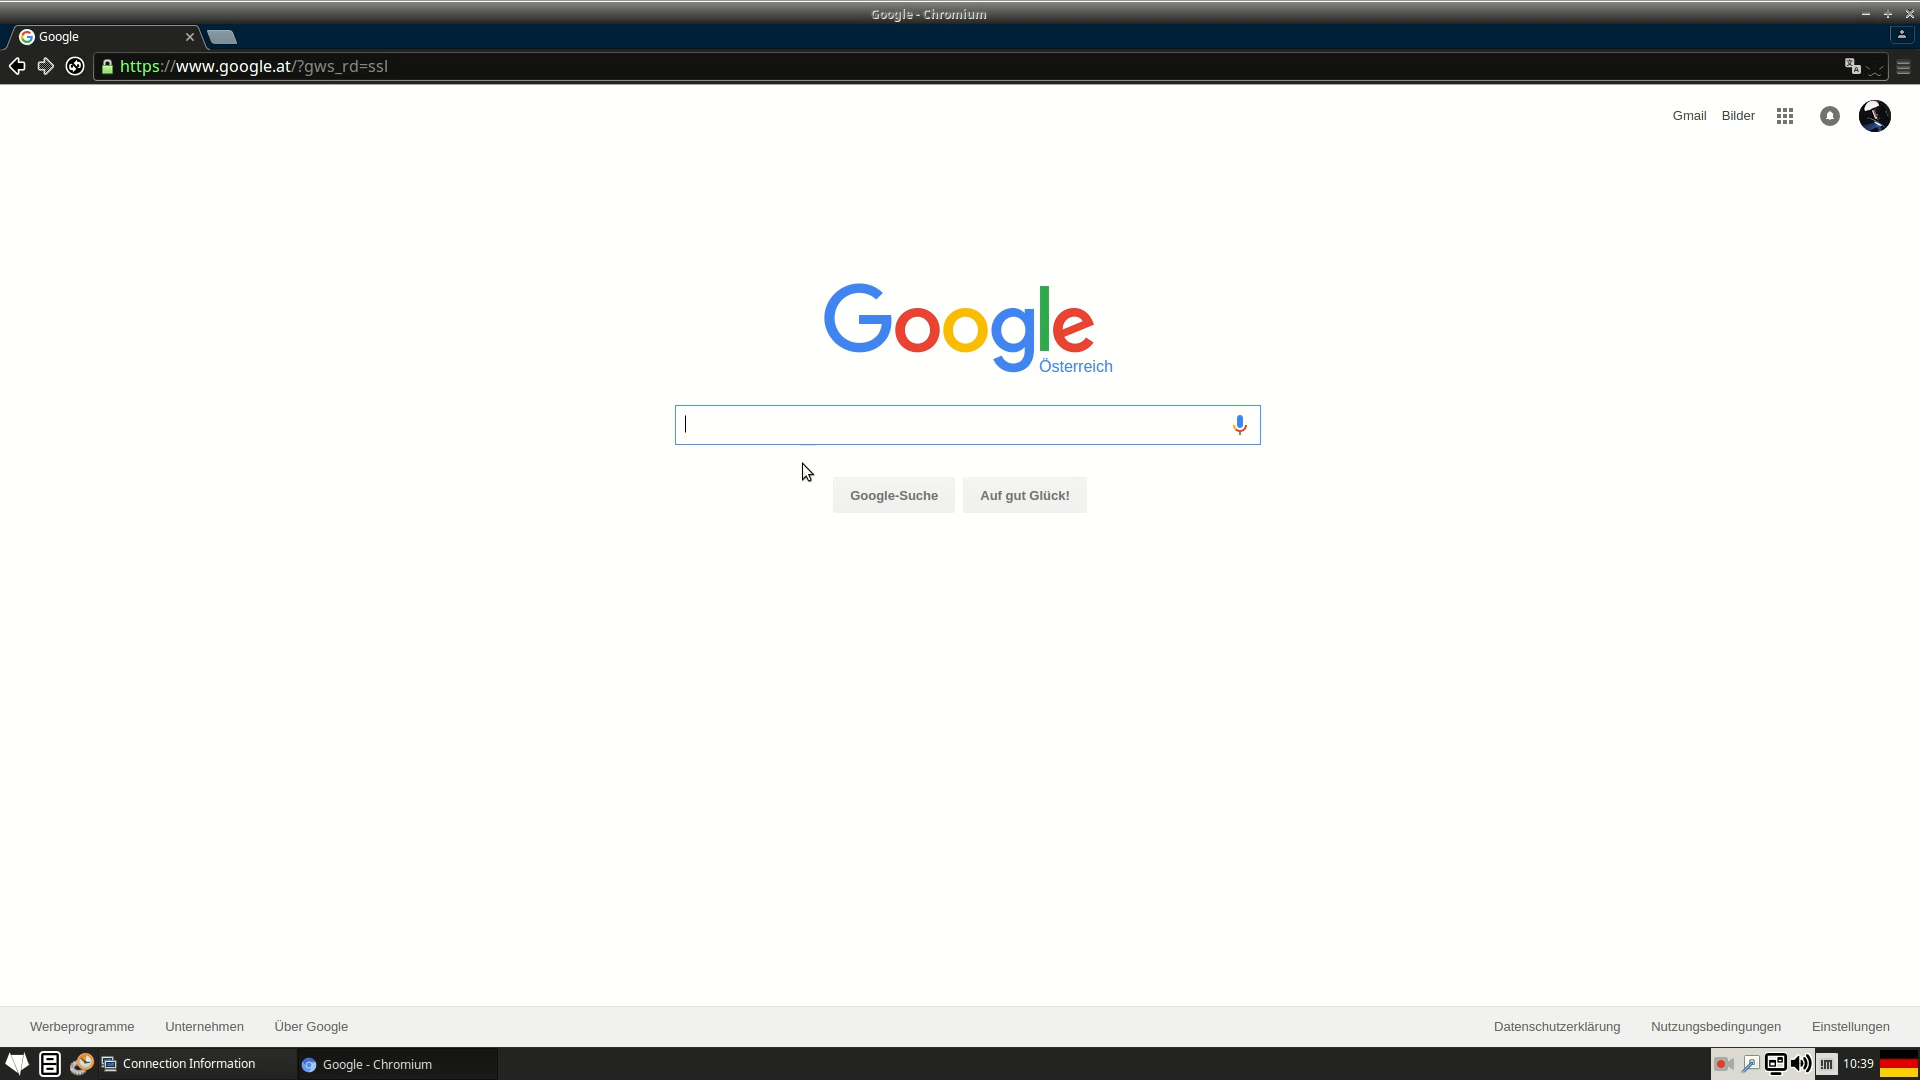 Google - Chromium
Google
https://www.google.at/?gws_rd=ssl
Gmail Bilder
Google
Österreich
Google-Suche Auf gut Glück!
Werbeprogramme Unternehmen Über Google Datenschutzerklärung Nutzungsbedingungen Einstellungen
Connection Information Google - Chromium 10:39